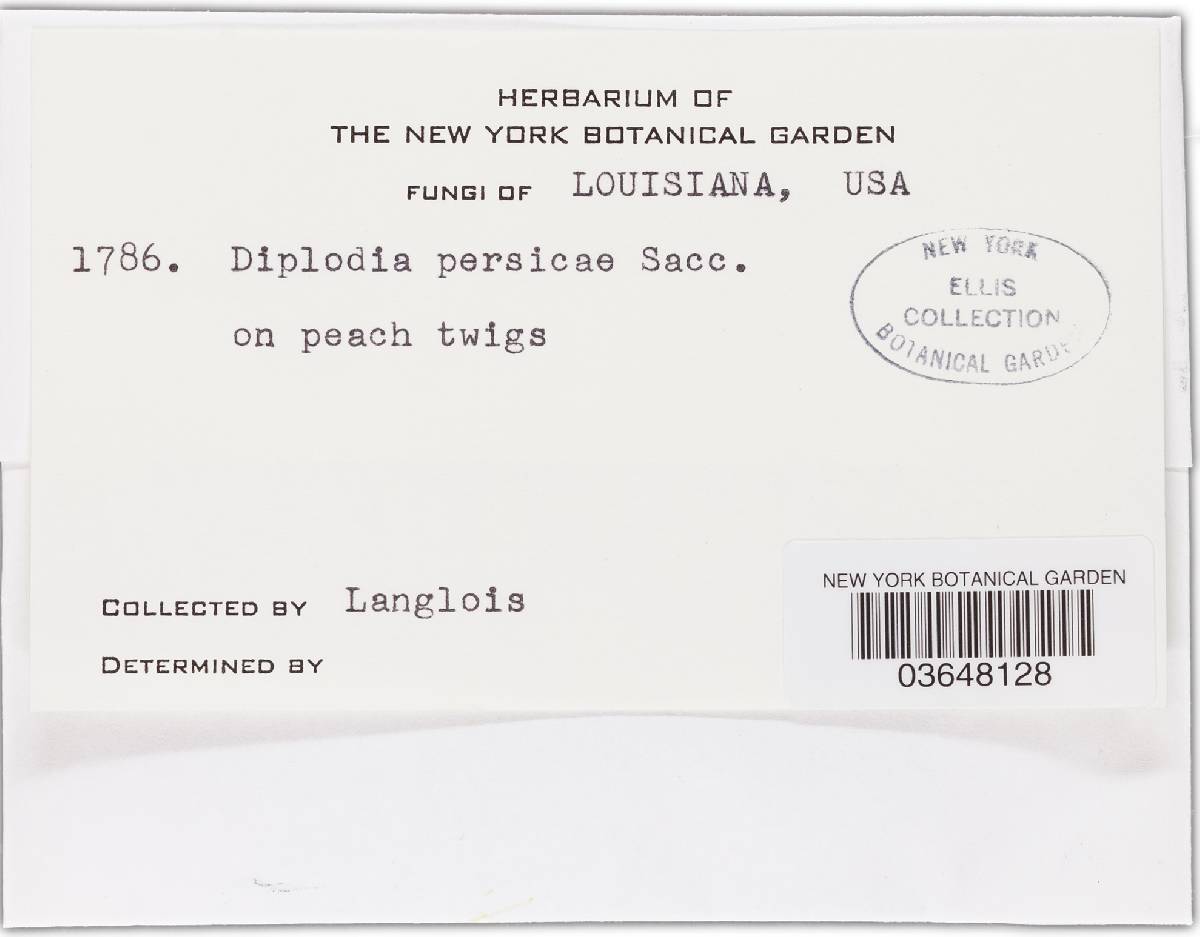 HERBARIUM OF
THE NEW YORK BOTANICAL GARDEN
FUNGI OF LOUISIANA, USA
1786. Diplodia persicae Sacc.
on peach twigs
NEW YORK
ELLIS
COLLECTION
BOTANICAL GARDEN
COLLECTED BY Langlois
DETERMINED BY
NEW YORK BOTANICAL GARDEN
03648128